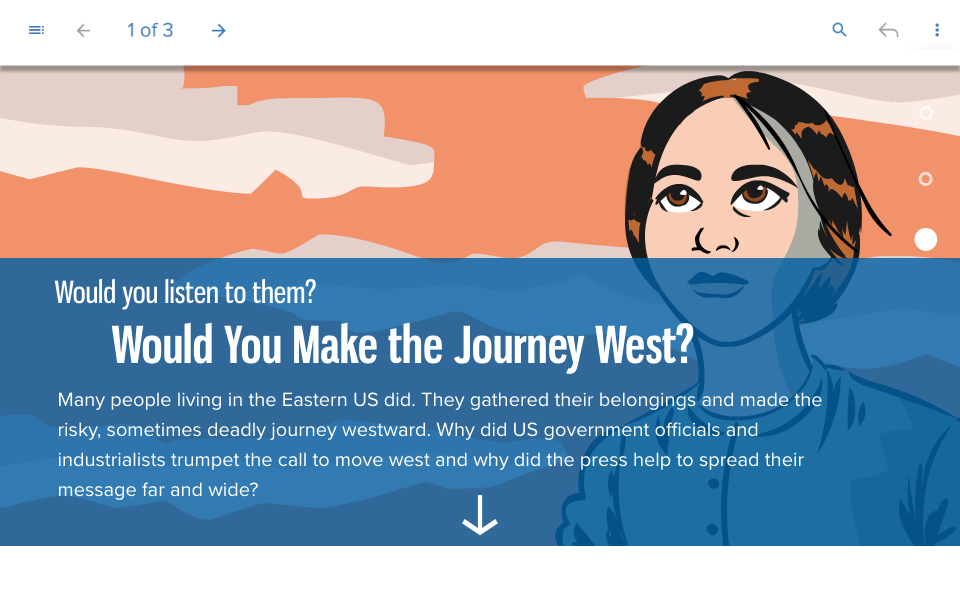 1 of 3
Would you listen to them?
Would You Make the Journey West?
Many people living in the Eastern US did. They gathered their belongings and made the
risky, sometimes deadly journey westward. Why did US government officials and
industrialists trumpet the call to move west and why did the press help to spread their
message far and wide?